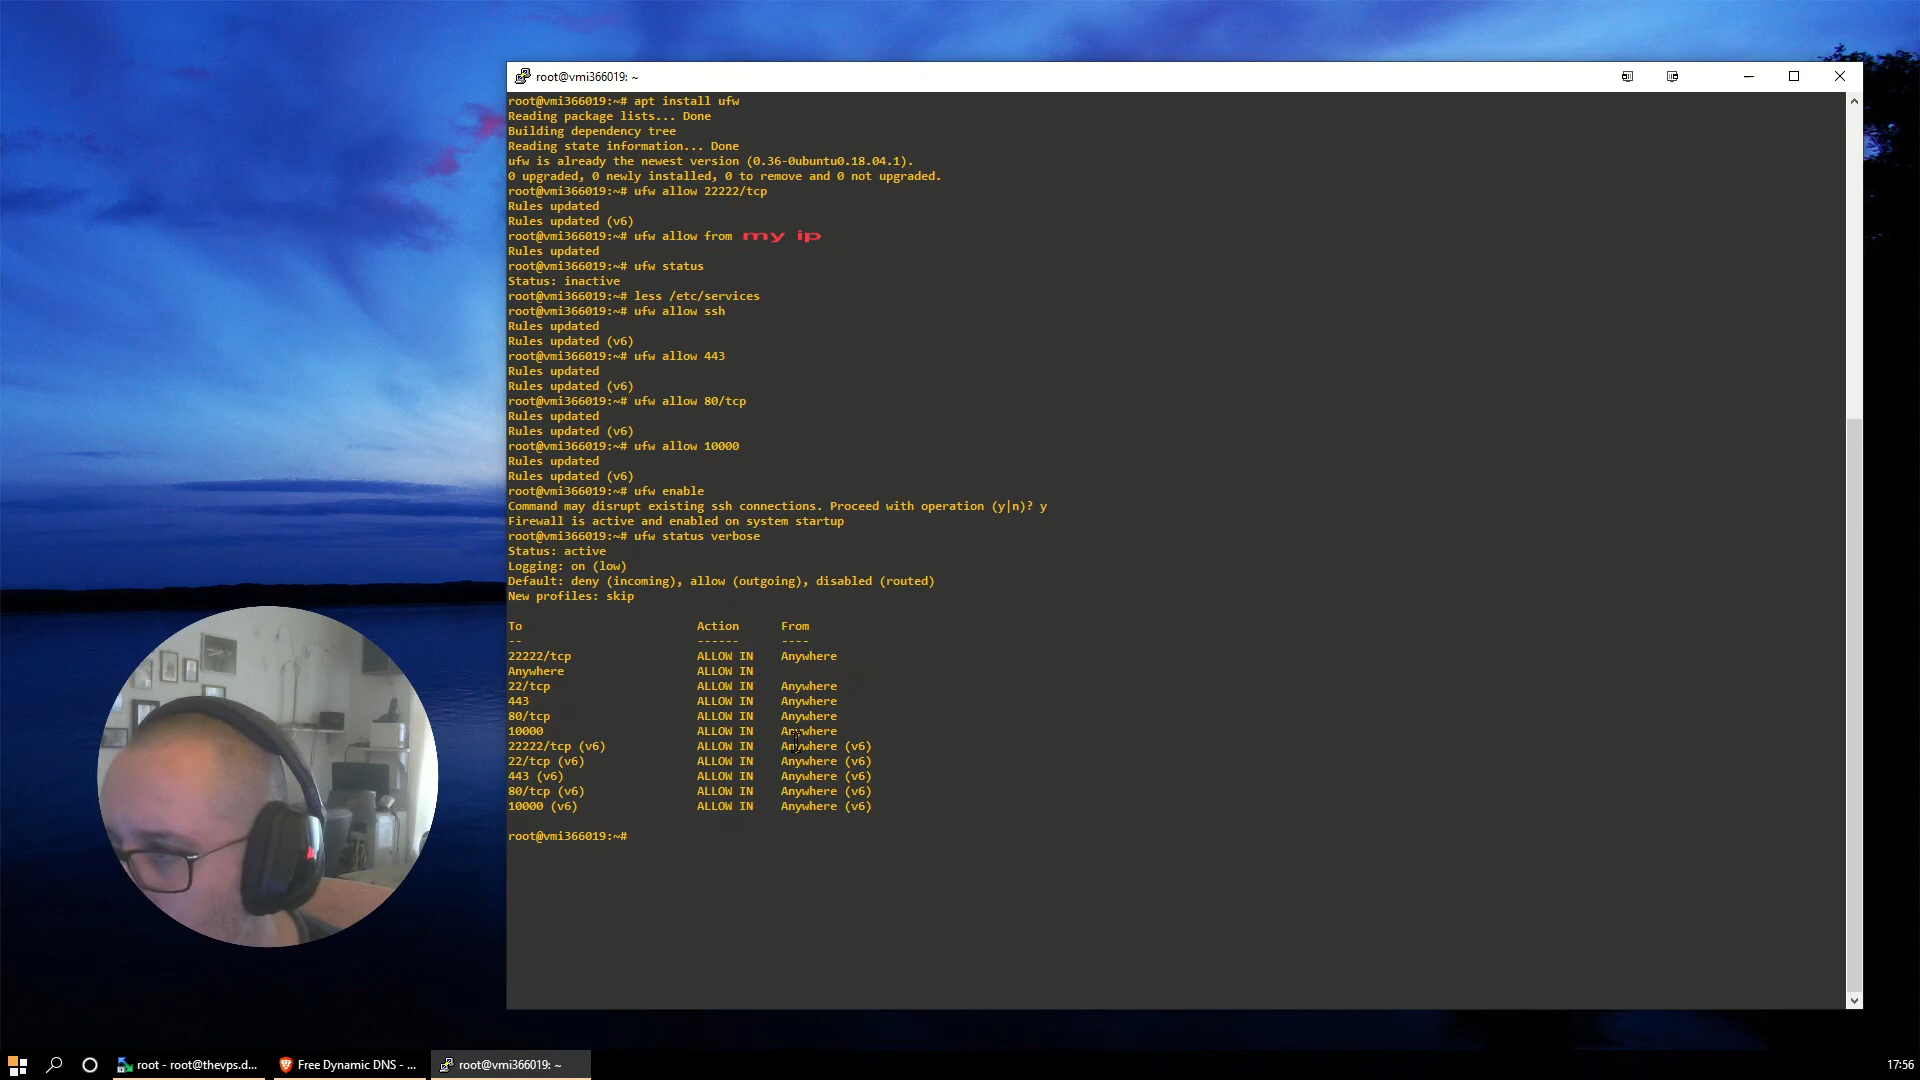 root@vmi366019: ~
root@vmi366019:~# apt install ufw
Reading package lists... Done
Building dependency tree
Reading state information... Done
ufw is already the newest version (0.36-0ubuntu0.18.04.1).
0 upgraded, 0 newly installed, 0 to remove and 0 not upgraded.
root@vmi366019:~# ufw allow 22222/tcp
Rules updated
Rules updated (v6)
root@vmi366019:~# ufw allow from my ip
Rules updated
root@vmi366019:~# ufw status
Status: inactive
root@vmi366019:~# less /etc/services
root@vmi366019:~# ufw allow ssh
Rules updated
Rules updated (v6)
root@vmi366019:~# ufw allow 443
Rules updated
Rules updated (v6)
root@vmi366019:~# ufw allow 80/tcp
Rules updated
Rules updated (v6)
root@vmi366019:~# ufw allow 10000
Rules updated
Rules updated (v6)
root@vmi366019:~# ufw enable
Command may disrupt existing ssh connections. Proceed with operation (y|n)? y
Firewall is active and enabled on system startup
root@vmi366019:~# ufw status verbose
Status: active
Logging: on (low)
Default: deny (incoming), allow (outgoing), disabled (routed)
New profiles: skip
To Action From
-- ------ ----
22222/tcp ALLOW IN Anywhere
Anywhere ALLOW IN
22/tcp ALLOW IN Anywhere
443 ALLOW IN Anywhere
80/tcp ALLOW IN Anywhere
10000 ALLOW IN Anywhere
22222/tcp (v6) ALLOW IN Anywhere (v6)
22/tcp (v6) ALLOW IN Anywhere (v6)
443 (v6) ALLOW IN Anywhere (v6)
80/tcp (v6) ALLOW IN Anywhere (v6)
10000 (v6) ALLOW IN Anywhere (v6)
root@vmi366019:~#
root - root@thevps.d... Free Dynamic DNS - ... root@vmi366019: ~ 17:56